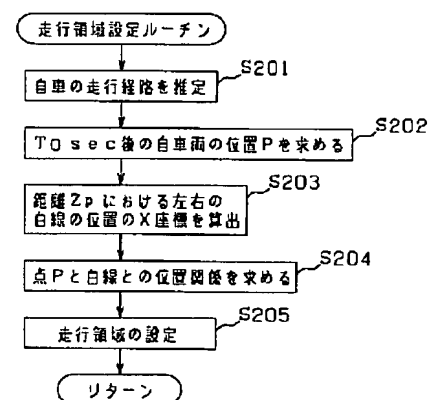 走行領域設定ルーチン
S201
自車の走行経路を推定
S202
T0 sec後の自車両の位置Pを求める
S203
距離Zpにおける左右の
白線の位置のX座標を算出
S204
点Pと白線との位置関係を求める
S205
走行領域の設定
リターン